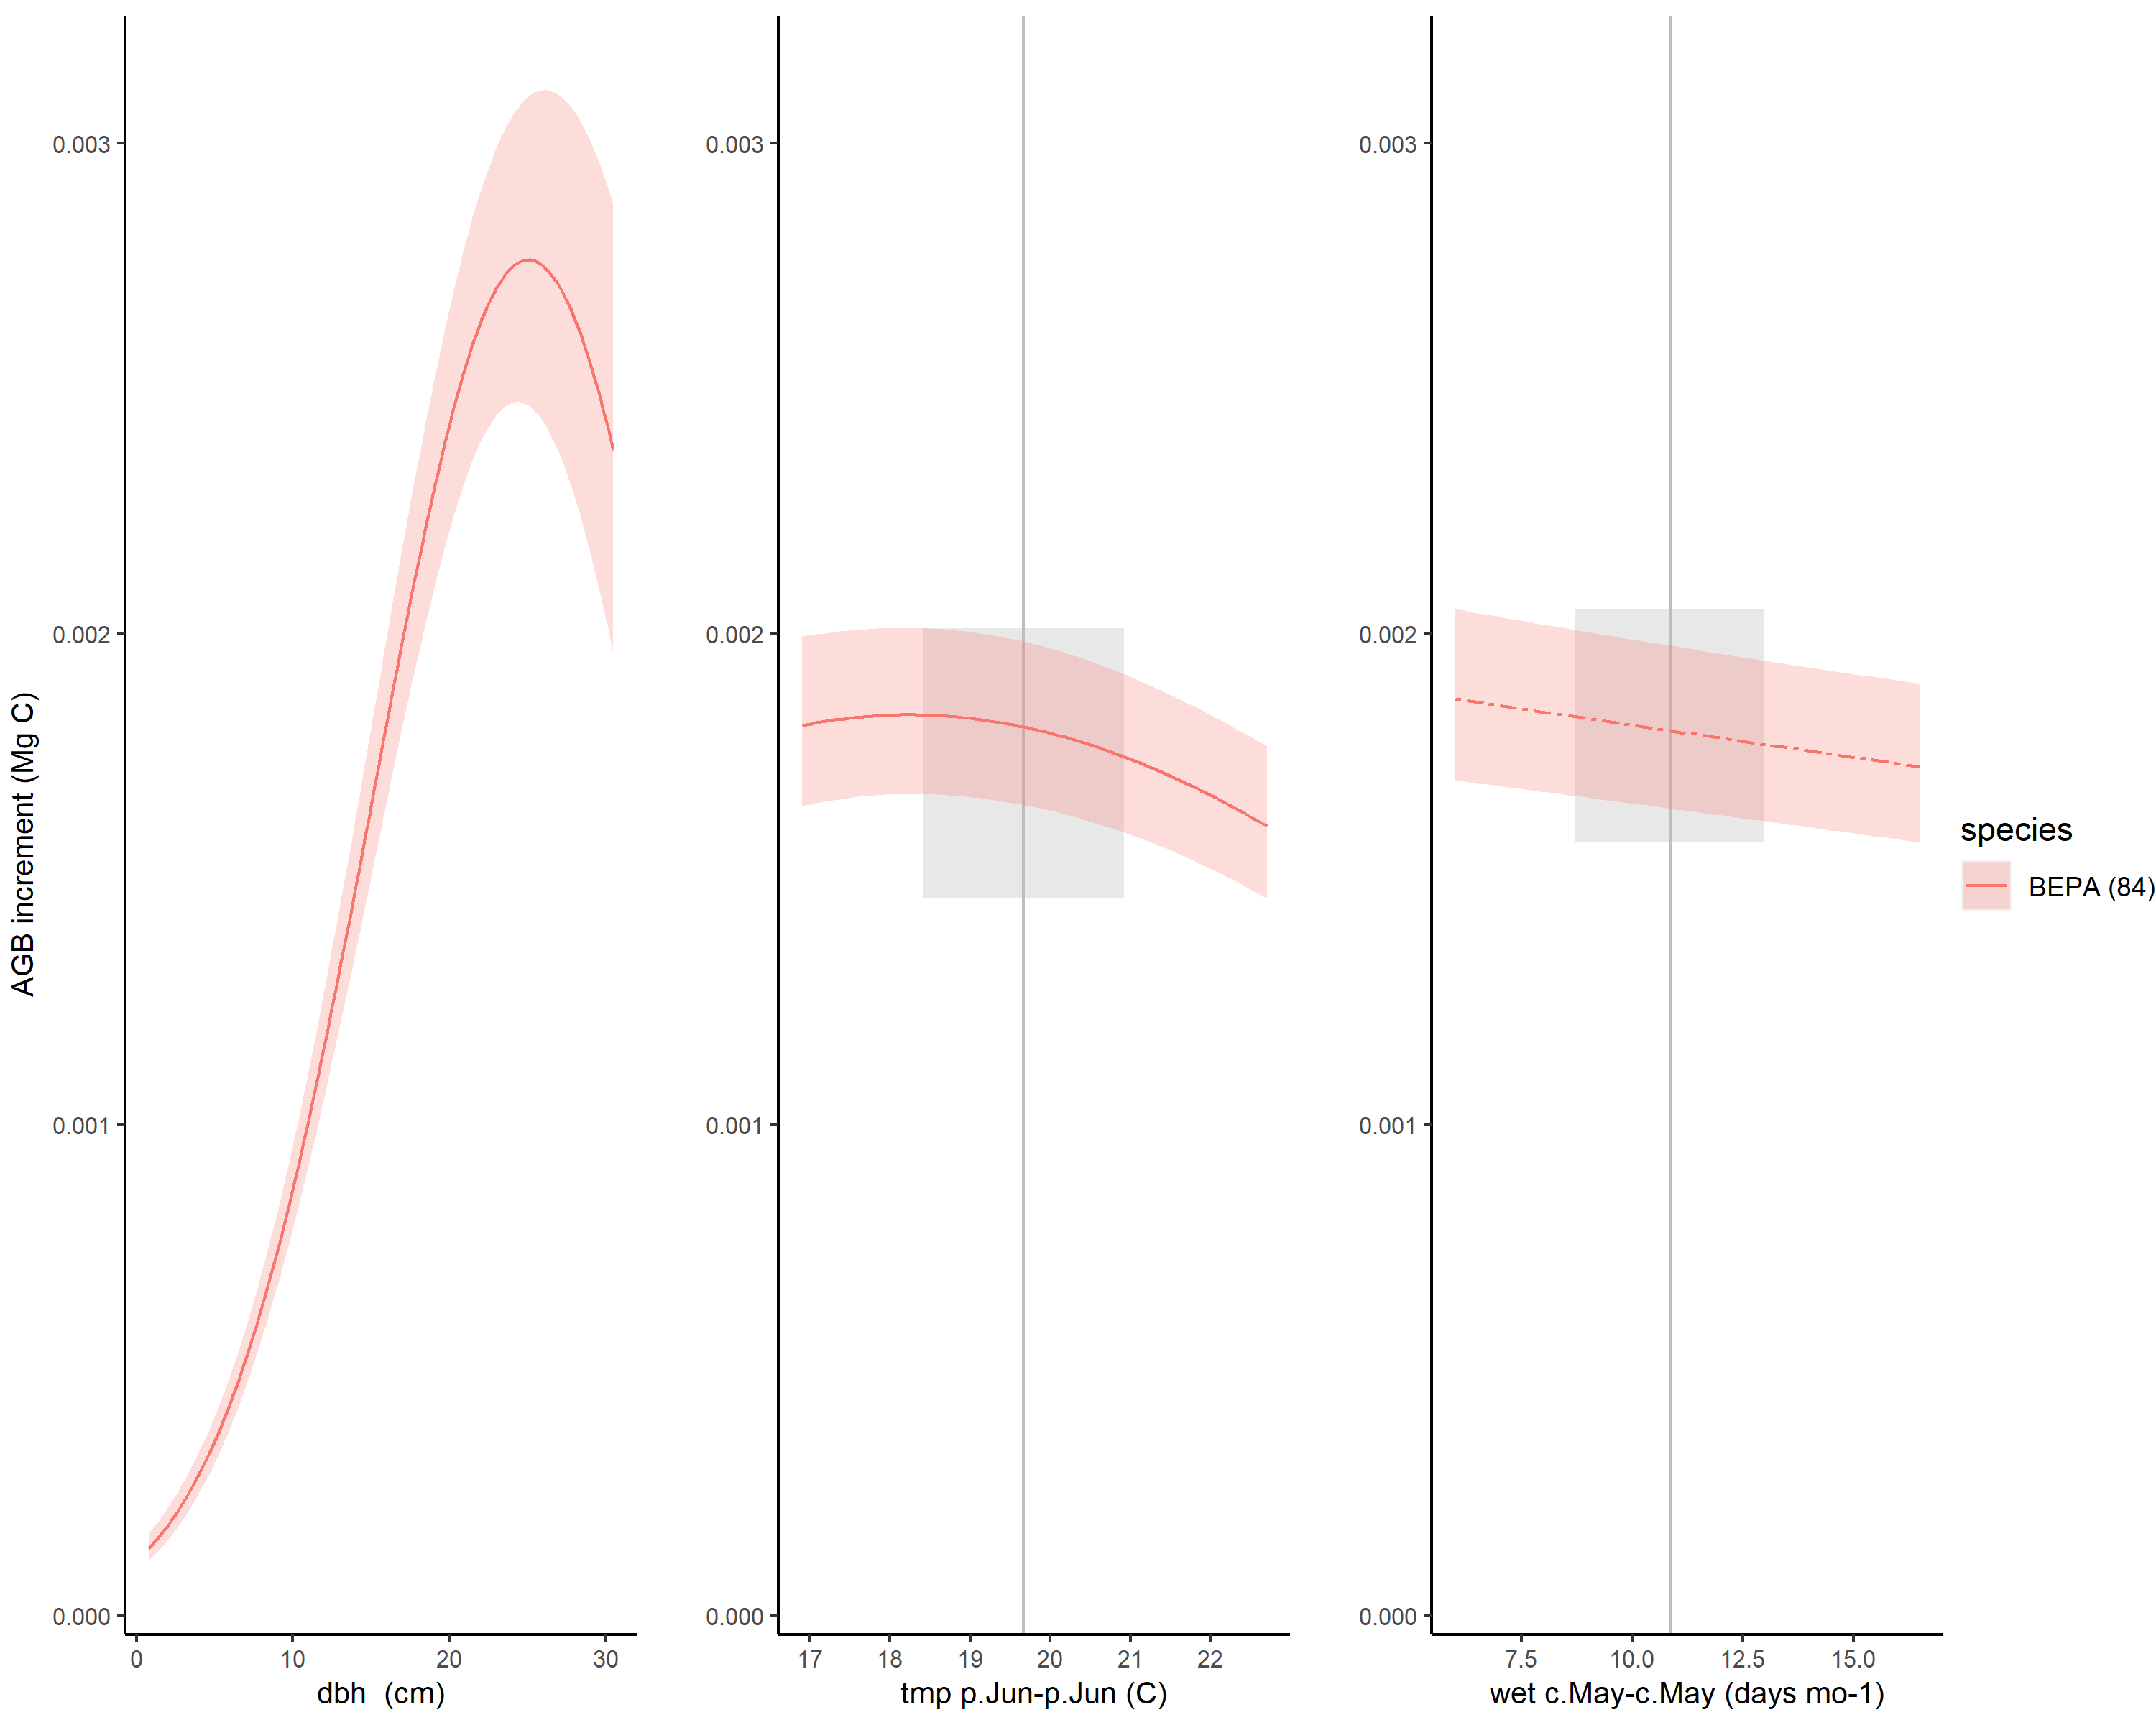 AGB increment (Mg C)
0.003
0.002
0.001
0.000
0 10 20 30
dbh  (cm)
0.003
0.002
0.001
0.000
17 18 19 20 21 22
tmp p.Jun-p.Jun (C)
0.003
0.002
0.001
0.000
7.5 10.0 12.5 15.0
wet c.May-c.May (days mo-1)
species
BEPA (84)